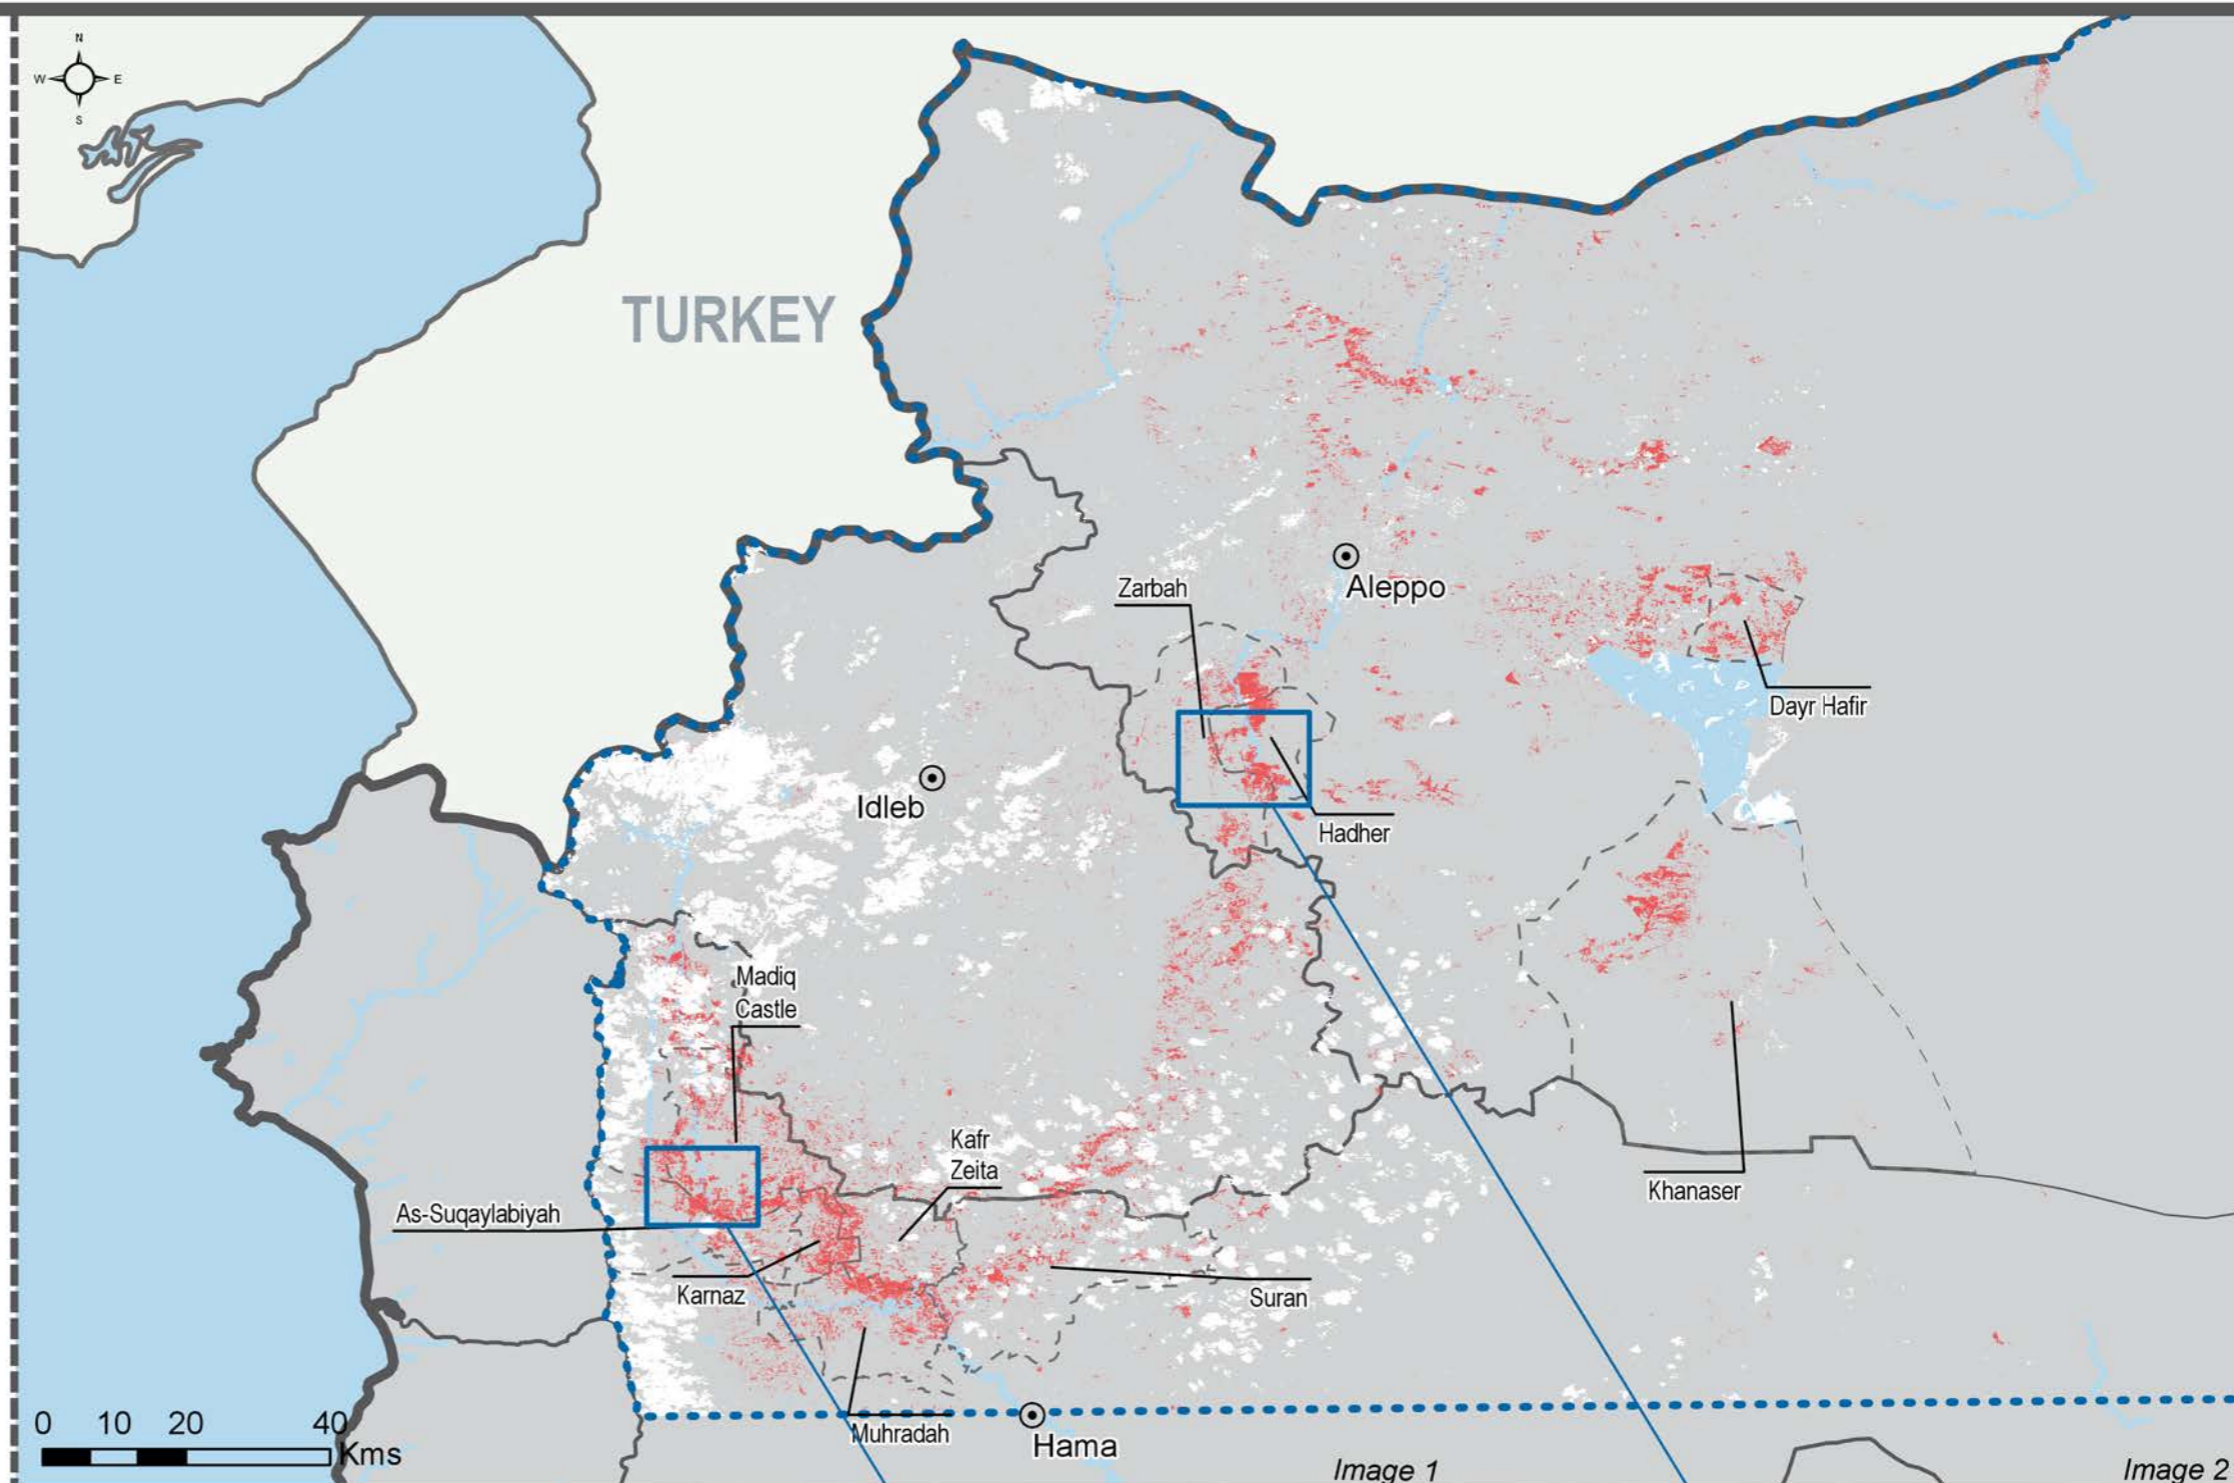 N
W E
S
TURKEY
Zarbah
Aleppo
Dayr Hafir
Idleb
Hadher
Madiq
Castle
Kafr
Zeita
Khanaser
As-Suqaylabiyah
Karnaz
Suran
Muhradah
Hama
0 10 20 40
Kms
Image 1
Image 2